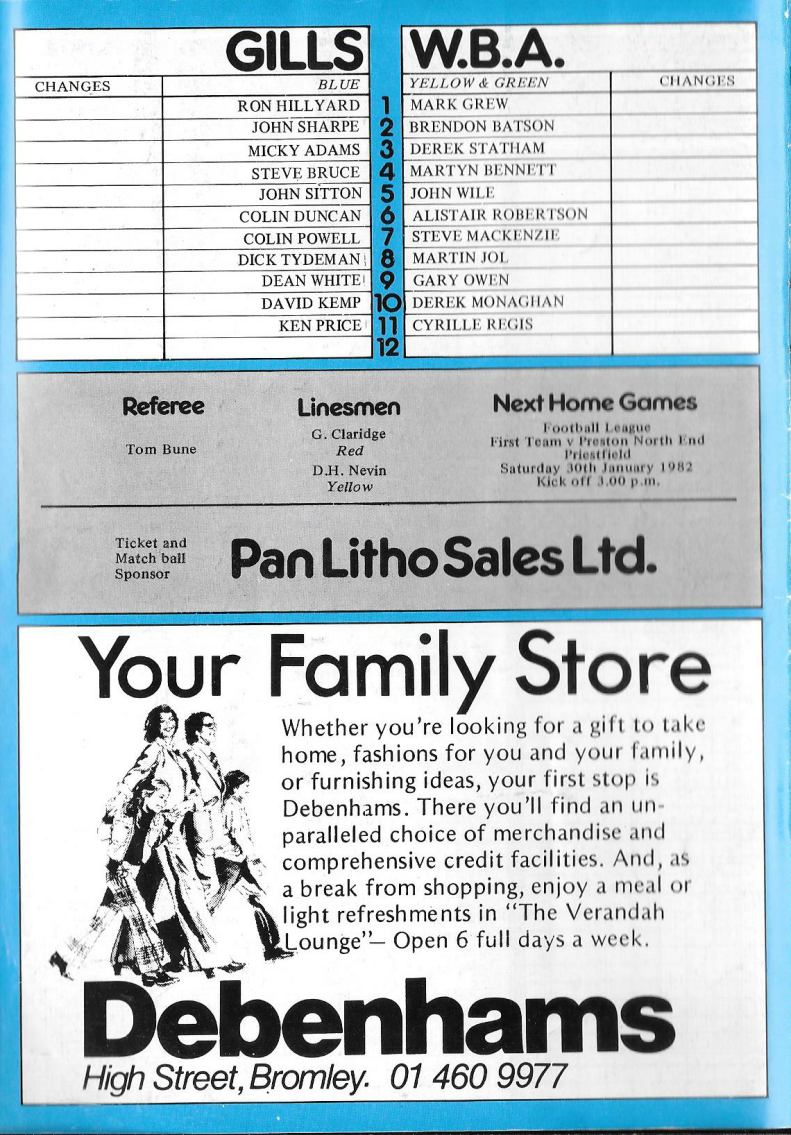 GILLS W.B.A.
CHANGES BLUE YELLOW & GREEN CHANGES
RON HILLYARD 1 MARK GREW
JOHN SHARPE 2 BRENDON BATSON
MICKY ADAMS 3 DEREK STATHAM
STEVE BRUCE 4 MARTYN BENNETT
JOHN SITTON 5 JOHN WILE
COLIN DUNCAN 6 ALISTAIR ROBERTSON
COLIN POWELL 7 STEVE MACKENZIE
DICK TYDEMAN 8 MARTIN JOL
DEAN WHITE 9 GARY OWEN
DAVID KEMP 10 DEREK MONAGHAN
KEN PRICE 11 CYRILLE REGIS
12
Referee
Tom Bune
Linesmen
G. Claridge
Red
D.H. Nevin
Yellow
Next Home Games
Football League
First Team v Preston North End
Priestfield
Saturday 30th January 1982
Kick off 3.00 p.m.
Ticket and
Match ball
Sponsor
Pan Litho Sales Ltd.
Your Family Store
Whether you're looking for a gift to take
home, fashions for you and your family,
or furnishing ideas, your first stop is
Debenhams. There you'll find an un-
paralleled choice of merchandise and
comprehensive credit facilities. And, as
a break from shopping, enjoy a meal or
light refreshments in "The Verandah
Lounge"— Open 6 full days a week.
Debenhams
High Street, Bromley. 01 460 9977